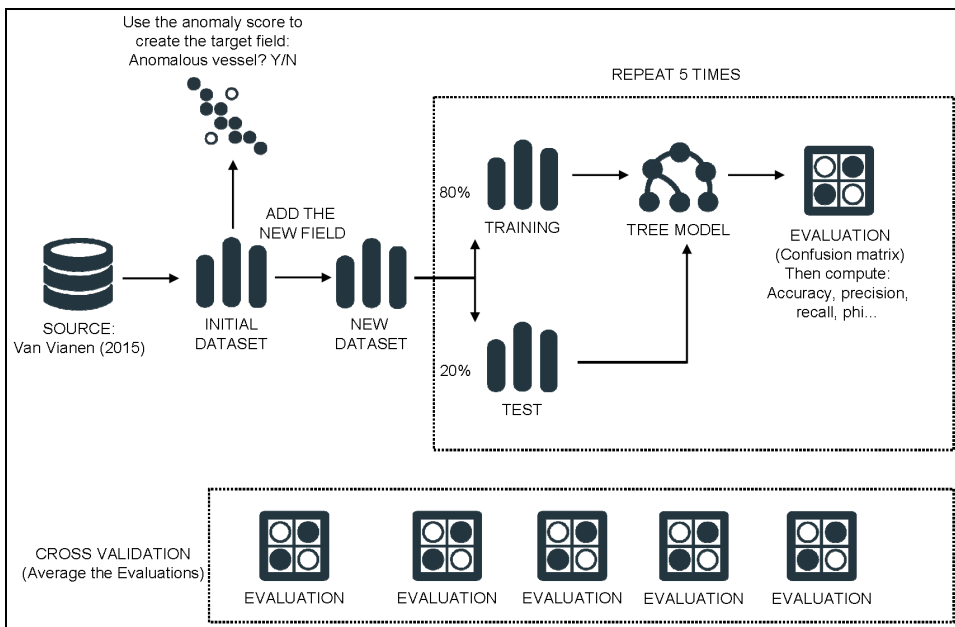 Use the anomaly score to
create the target field:
Anomalous vessel? Y/N
REPEAT 5 TIMES
ADD THE
NEW FIELD
SOURCE:
Van Vianen (2015)
INITIAL
DATASET
NEW
DATASET
80%
TRAINING
20%
TEST
TREE MODEL
EVALUATION
(Confusion matrix)
Then compute:
Accuracy, precision,
recall, phi...
CROSS VALIDATION
(Average the Evaluations)
EVALUATION
EVALUATION
EVALUATION
EVALUATION
EVALUATION